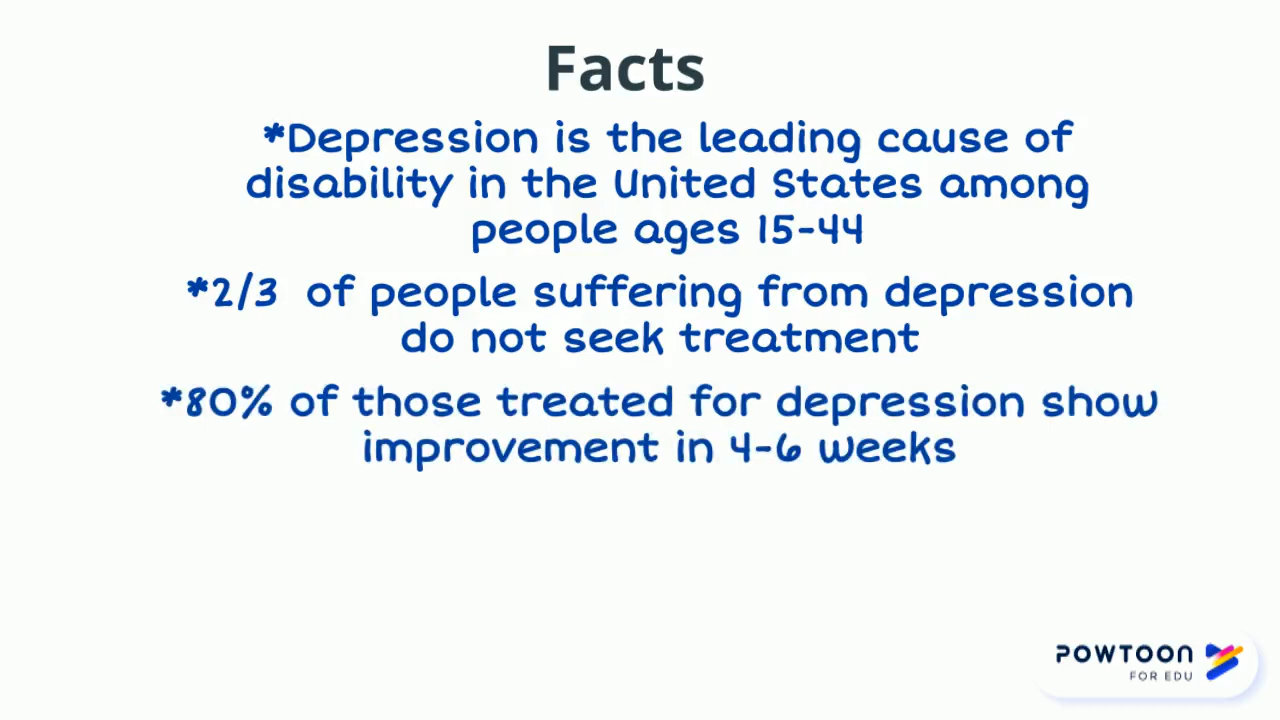 Facts
*Depression is the leading cause of
disability in the United States among
people ages 15-44
*2/3 of people suffering from depression
do not seek treatment
*80% of those treated for depression show
improvement in 4-6 weeks
POWTOON
FOR EDU